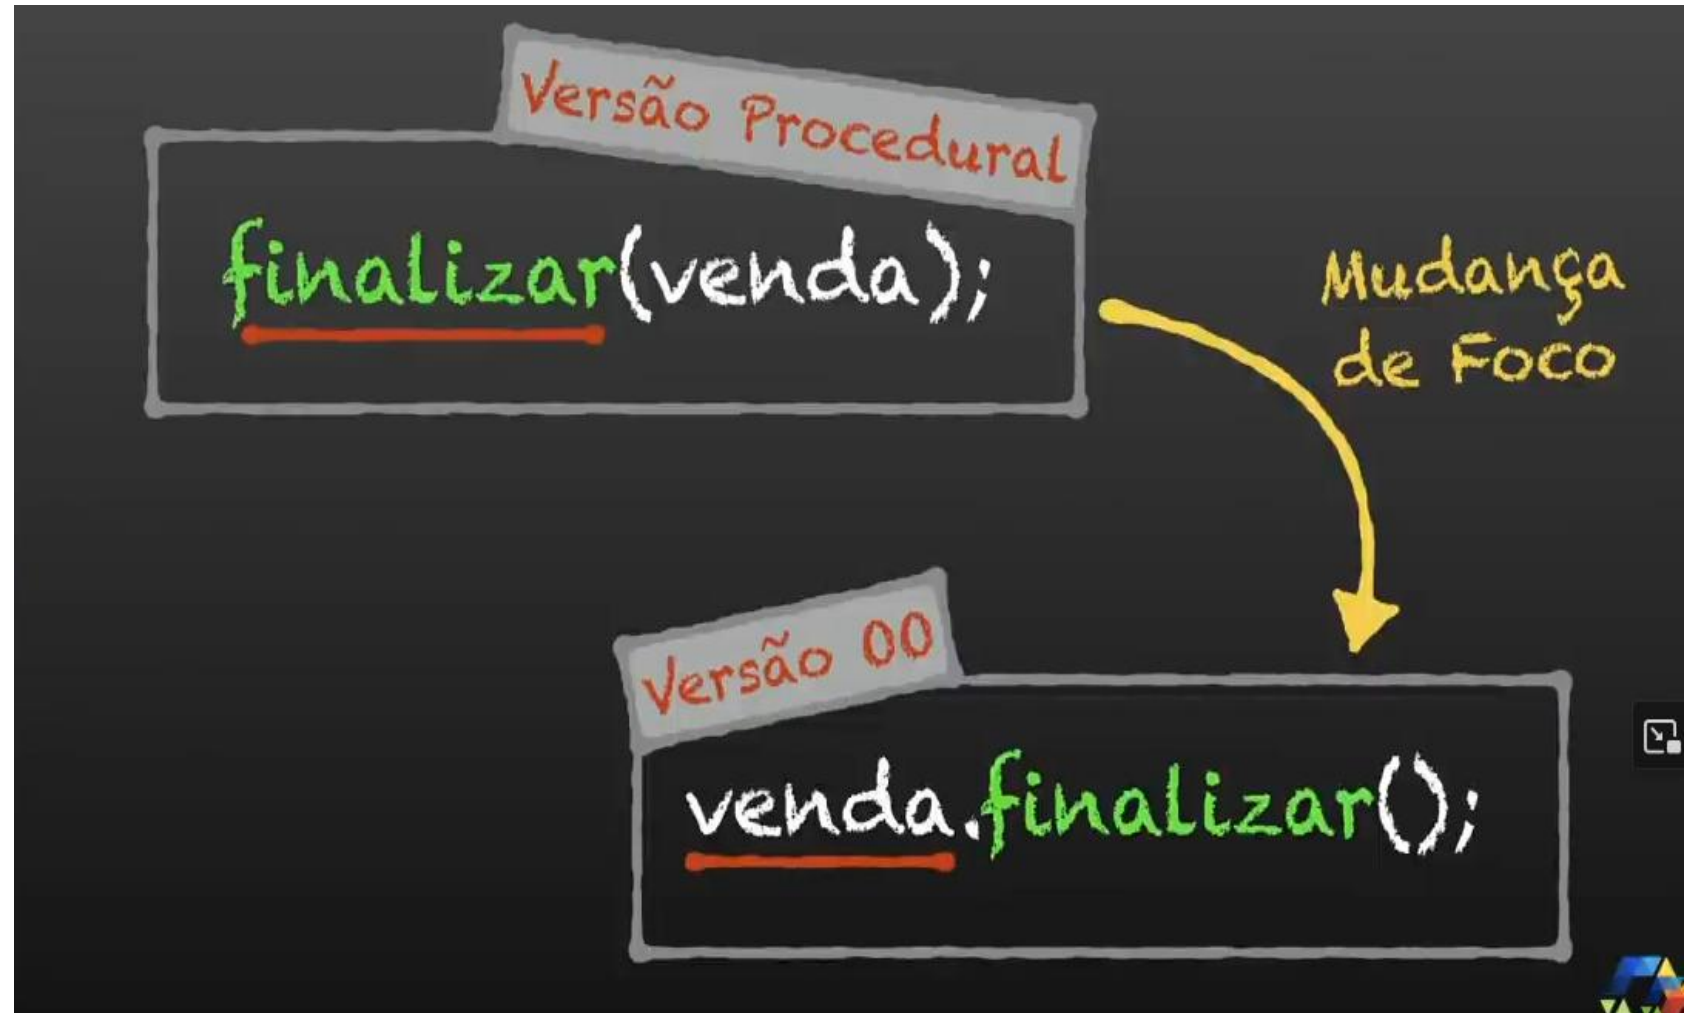 Versão Procedural
finalizar(venda);
Mudança
de Foco
Versão OO
venda.finalizar();